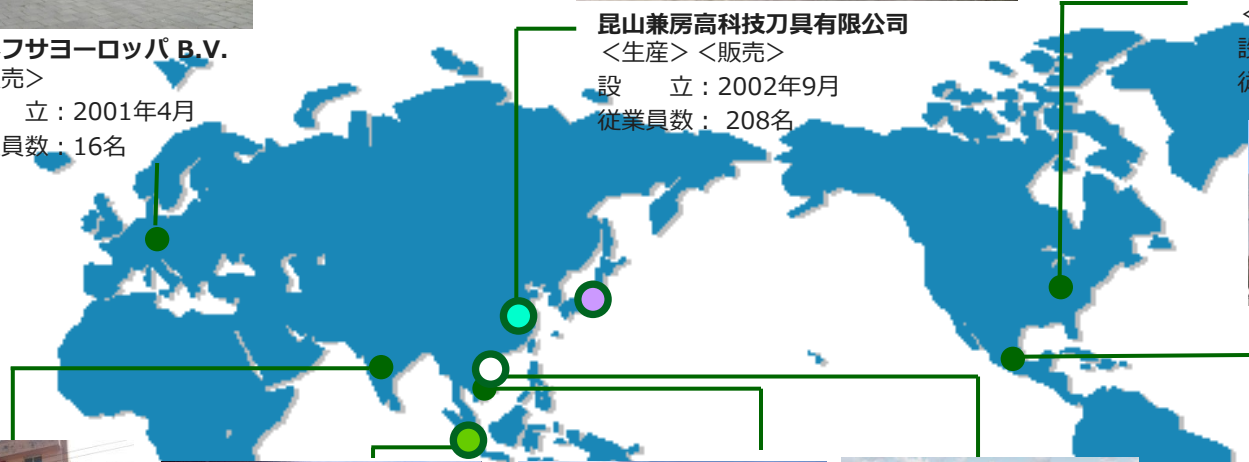 フサヨーロッパ B.V.
売>
立：2001年4月
員数：16名
昆山兼房高科技刀具有限公司
＜生産＞＜販売＞
設　　立：2002年9月
従業員数： 208名